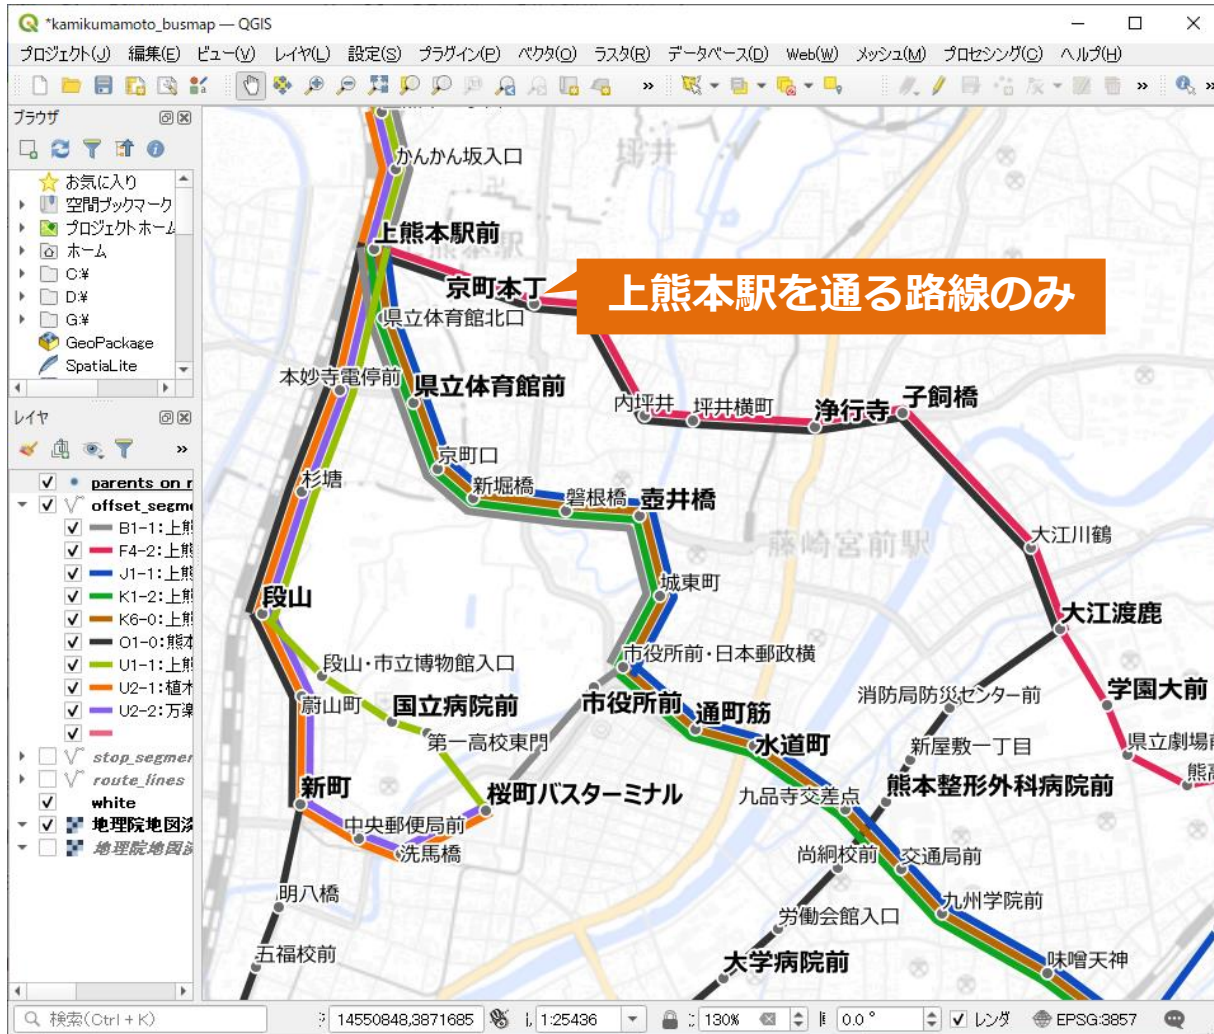 *kamikumamoto_busmap — QGIS
プロジェクト(J) 編集(E) ビュー(V) レイヤ(L) 設定(S) プラグイン(P) ベクタ(O) ラスタ(R) データベース(D) Web(W) メッシュ(M) プロセシング(C) ヘルプ(H)
ブラウザ
お気に入り
空間ブックマーク
プロジェクトホーム
ホーム
C:¥
D:¥
G:¥
GeoPackage
SpatiaLite
レイヤ
parents on r
offset_segme
B1-1:上熊
F4-2:上熊
J1-1:上熊
K1-2:上熊
K6-0:上熊
O1-0:熊本
U1-1:上熊
U2-1:植木
U2-2:万楽
stop_segmen
route_lines
white
地理院地図淡
地理院地図淡
かんかん坂入口
坪井
上熊本駅前
京町本丁
上熊本駅を通る路線のみ
県立体育館北口
本妙寺電停前
県立体育館前
内坪井
坪井横町
浄行寺
子飼橋
京町口
杉塘
新堀橋
磐根橋
壺井橋
藤崎宮前駅
大江川鶴
城東町
段山
大江渡鹿
段山・市立博物館入口
市役所前・日本郵政横
蔚山町
国立病院前
市役所前
通町筋
消防局防災センター前
学園大前
第一高校東門
水道町
新屋敷一丁目
県立劇場前
新町
桜町バスターミナル
九品寺交差点
熊本整形外科病院前
熊高
中央郵便局前
洗馬橋
尚絅校前
交通局前
明八橋
労働会館入口
九州学院前
五福校前
大学病院前
味噌天神
検索(Ctrl + K)
14550848,3871685
1:25436
130%
0.0 °
レンダ
EPSG:3857